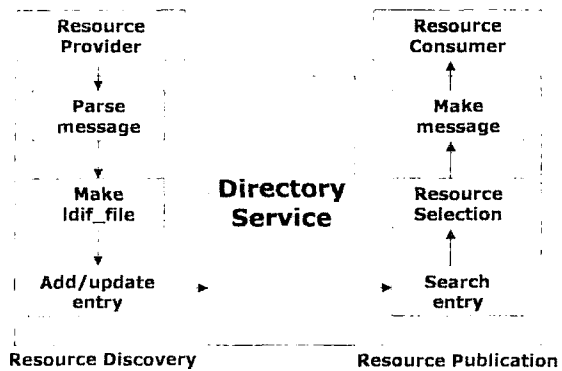 Resource
Provider
Parse
message
Make
ldif_file
Add/update
entry
Resource Discovery
Directory
Service
Resource
Consumer
Make
message
Resource
Selection
Search
entry
Resource Publication